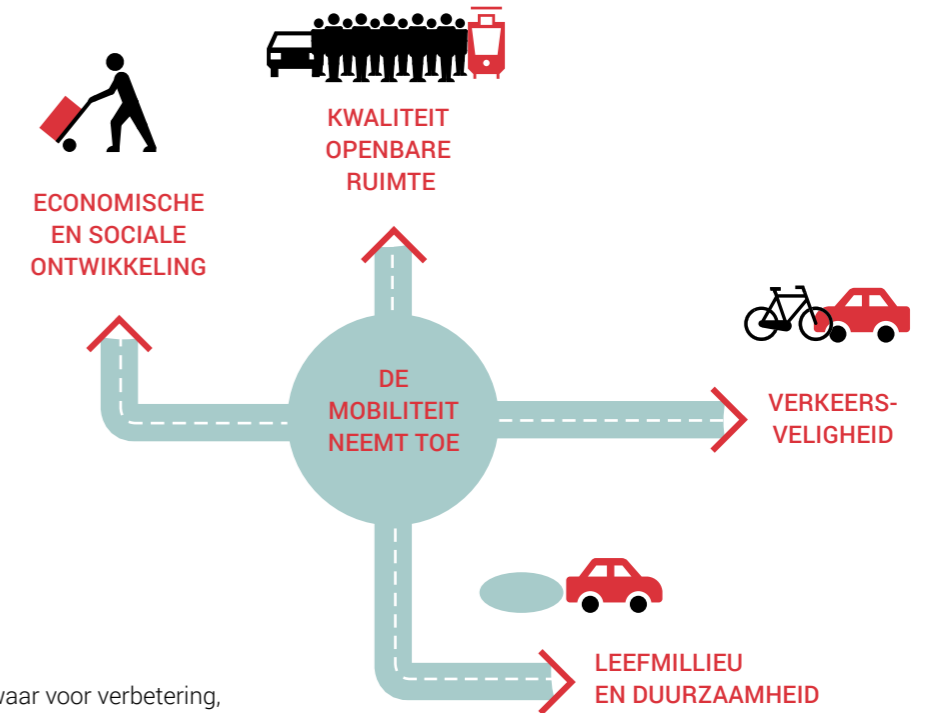 KWALITEIT
OPENBARE
RUIMTE
ECONOMISCHE
EN SOCIALE
ONTWIKKELING
DE
MOBILITEIT
NEEMT TOE
VERKEERS-
VELIGHEID
LEEFMILLIEU
EN DUURZAAMHEID
waar voor verbetering,